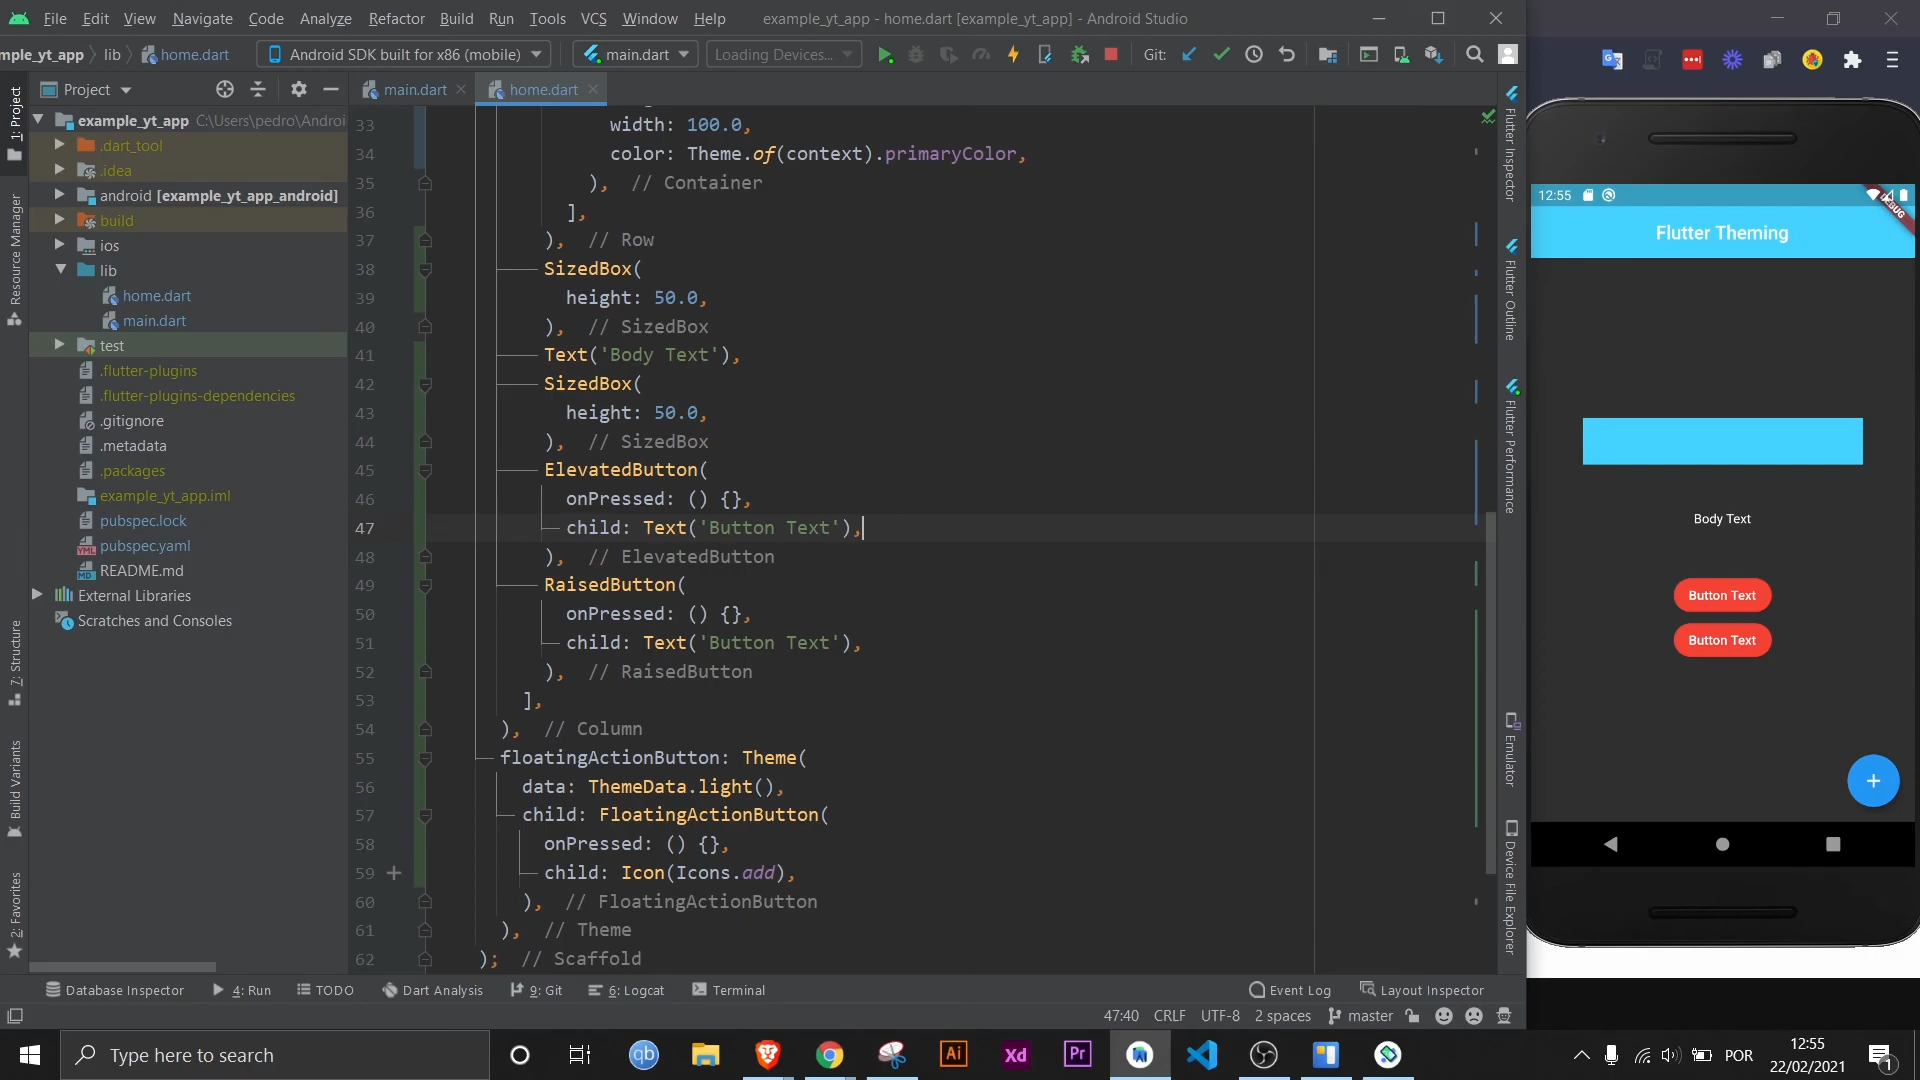 File Edit View Navigate Code Analyze Refactor Build Run Tools VCS Window Help example_yt_app - home.dart [example_yt_app] - Android Studio
mple_yt_app lib home.dart Android SDK built for x86 (mobile) main.dart Loading Devices... Git:
Project main.dart home.dart
example_yt_app C:\Users\pedro\Androi
.dart_tool
.idea
android [example_yt_app_android]
build
ios
lib
home.dart
main.dart
test
.flutter-plugins
.flutter-plugins-dependencies
.gitignore
.metadata
.packages
example_yt_app.iml
pubspec.lock
pubspec.yaml
README.md
External Libraries
Scratches and Consoles
1: Project
Resource Manager
7: Structure
Build Variants
2: Favorites
33 width: 100.0,
34 color: Theme.of(context).primaryColor,
35 ), // Container
36 ],
37 ), // Row
38 SizedBox(
39 height: 50.0,
40 ), // SizedBox
41 Text('Body Text'),
42 SizedBox(
43 height: 50.0,
44 ), // SizedBox
45 ElevatedButton(
46 onPressed: () {},
47 child: Text('Button Text'),
48 ), // ElevatedButton
49 RaisedButton(
50 onPressed: () {},
51 child: Text('Button Text'),
52 ), // RaisedButton
53 ],
54 ), // Column
55 floatingActionButton: Theme(
56 data: ThemeData.light(),
57 child: FloatingActionButton(
58 onPressed: () {},
59 child: Icon(Icons.add),
60 ), // FloatingActionButton
61 ), // Theme
62 ); // Scaffold
Flutter Inspector
Flutter Outline
Flutter Performance
Emulator
Device File Explorer
12:55
DEBUG
Flutter Theming
Body Text
Button Text
Button Text
Database Inspector 4: Run TODO Dart Analysis 9: Git 6: Logcat Terminal Event Log Layout Inspector
47:40 CRLF UTF-8 2 spaces master
Type here to search
qb Ai Xd Pr
POR
12:55
22/02/2021
1